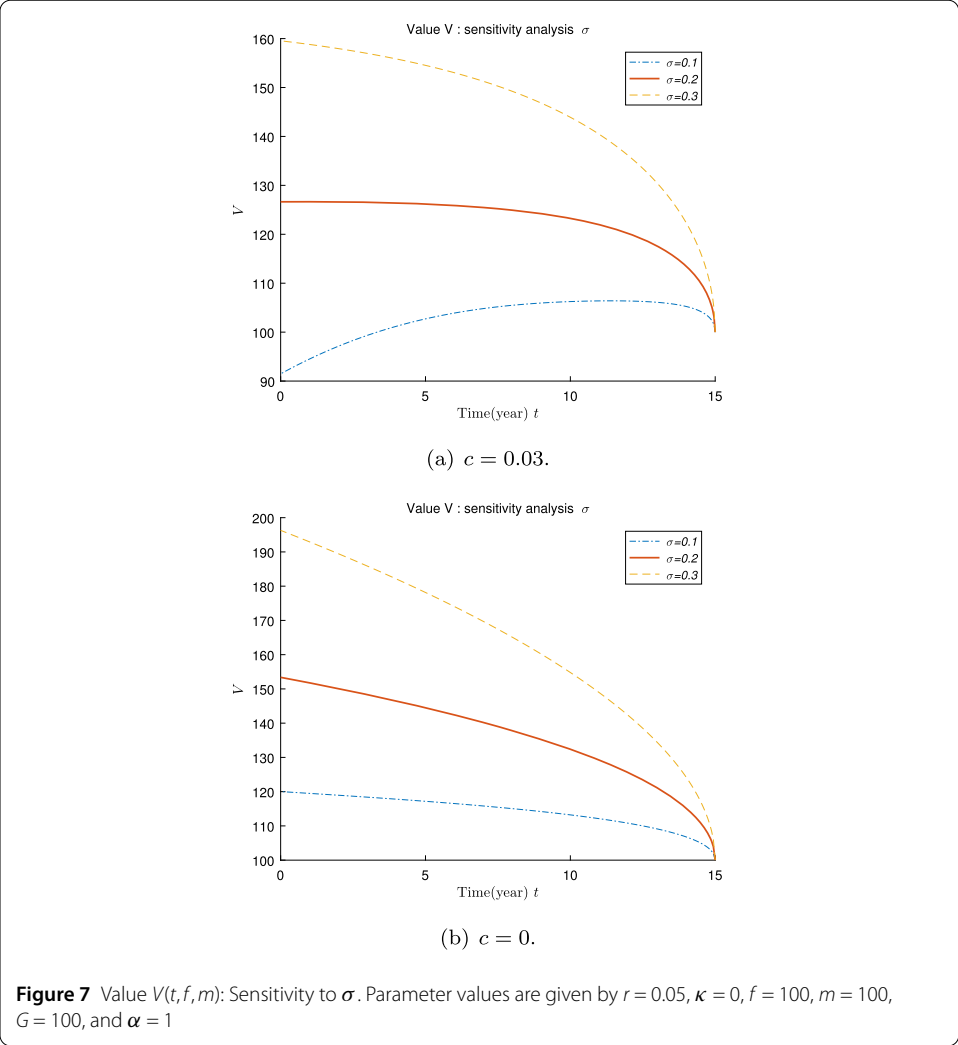 Value V : sensitivity analysis σ
160
150
140
130
120
110
100
90
V
σ=0.1
σ=0.2
σ=0.3
0
5
10
15
Time(year) t
(a) c = 0.03.
Value V : sensitivity analysis σ
200
190
180
170
160
150
140
130
120
110
100
V
σ=0.1
σ=0.2
σ=0.3
0
5
10
15
Time(year) t
(b) c = 0.
Figure 7 Value V(t, f, m): Sensitivity to σ. Parameter values are given by r = 0.05, κ = 0, f = 100, m = 100,
G = 100, and α = 1